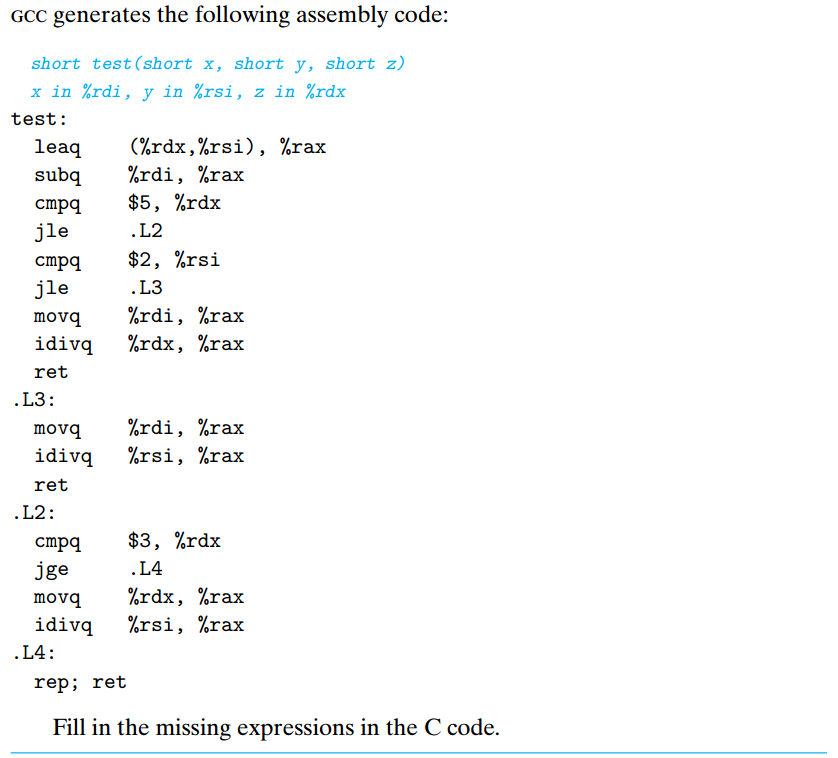 GCC generates the following assembly code:
short test(short x, short y, short z)
x in %rdi, y in %rsi, z in %rdx
test:
leaq (%rdx,%rsi), %rax
subq %rdi, %rax
cmpq $5, %rdx
jle .L2
cmpq $2, %rsi
jle .L3
movq %rdi, %rax
idivq %rdx, %rax
ret
.L3:
movq %rdi, %rax
idivq %rsi, %rax
ret
.L2:
cmpq $3, %rdx
jge .L4
movq %rdx, %rax
idivq %rsi, %rax
.L4:
rep; ret
Fill in the missing expressions in the C code.